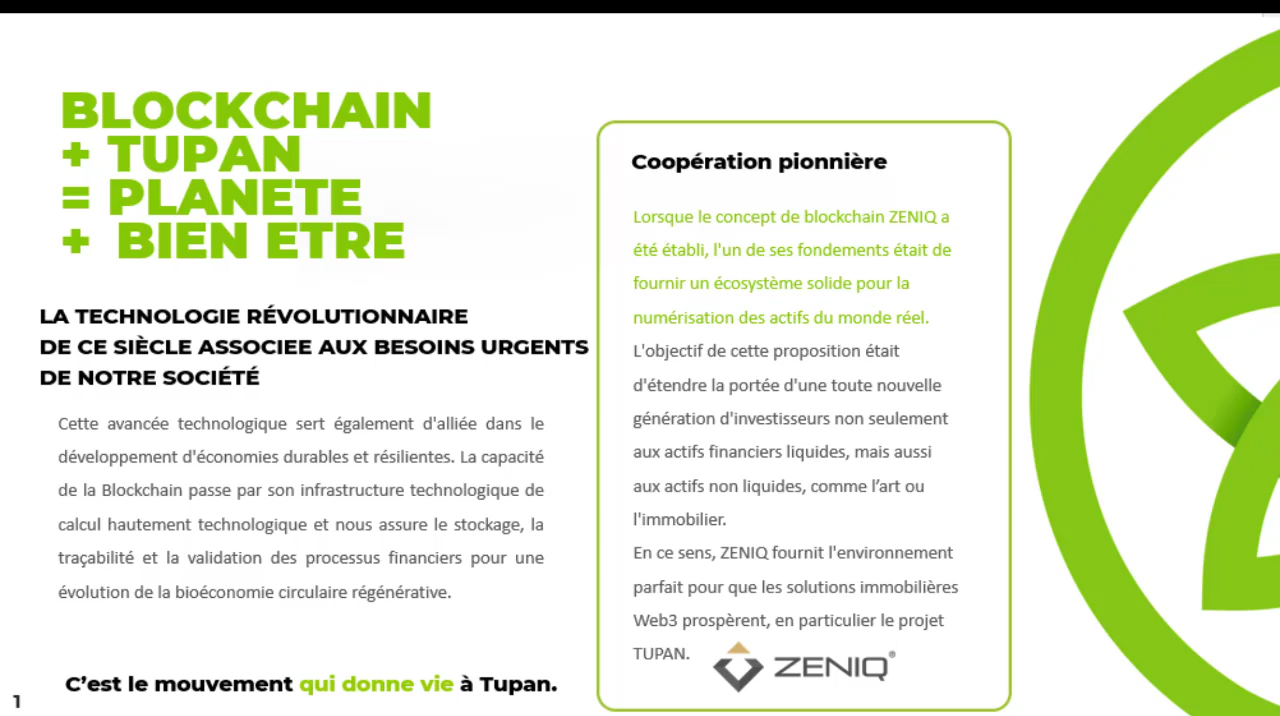 BLOCKCHAIN
+ TUPAN
= PLANETE
+ BIEN ETRE
LA TECHNOLOGIE RÉVOLUTIONNAIRE
DE CE SIÈCLE ASSOCIEE AUX BESOINS URGENTS
DE NOTRE SOCIÉTÉ
Cette avancée technologique sert également d'alliée dans le
développement d'économies durables et résilientes. La capacité
de la Blockchain passe par son infrastructure technologique de
calcul hautement technologique et nous assure le stockage, la
traçabilité et la validation des processus financiers pour une
évolution de la bioéconomie circulaire régénérative.
C’est le mouvement qui donne vie à Tupan.
1
Coopération pionnière
Lorsque le concept de blockchain ZENIQ a
été établi, l'un de ses fondements était de
fournir un écosystème solide pour la
numérisation des actifs du monde réel.
L'objectif de cette proposition était
d'étendre la portée d'une toute nouvelle
génération d'investisseurs non seulement
aux actifs financiers liquides, mais aussi
aux actifs non liquides, comme l’art ou
l'immobilier.
En ce sens, ZENIQ fournit l'environnement
parfait pour que les solutions immobilières
Web3 prospèrent, en particulier le projet
TUPAN.
ZENIQ®